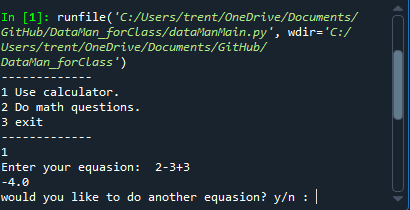 In [1]: runfile('C:/Users/trent/OneDrive/Documents/
GitHub/DataMan_forClass/dataManMain.py', wdir='C:/
Users/trent/OneDrive/Documents/GitHub/
DataMan_forClass')
-------------
1 Use calculator.
2 Do math questions.
3 exit
-------------
1
Enter your equasion:  2-3+3
-4.0
would you like to do another equasion? y/n :